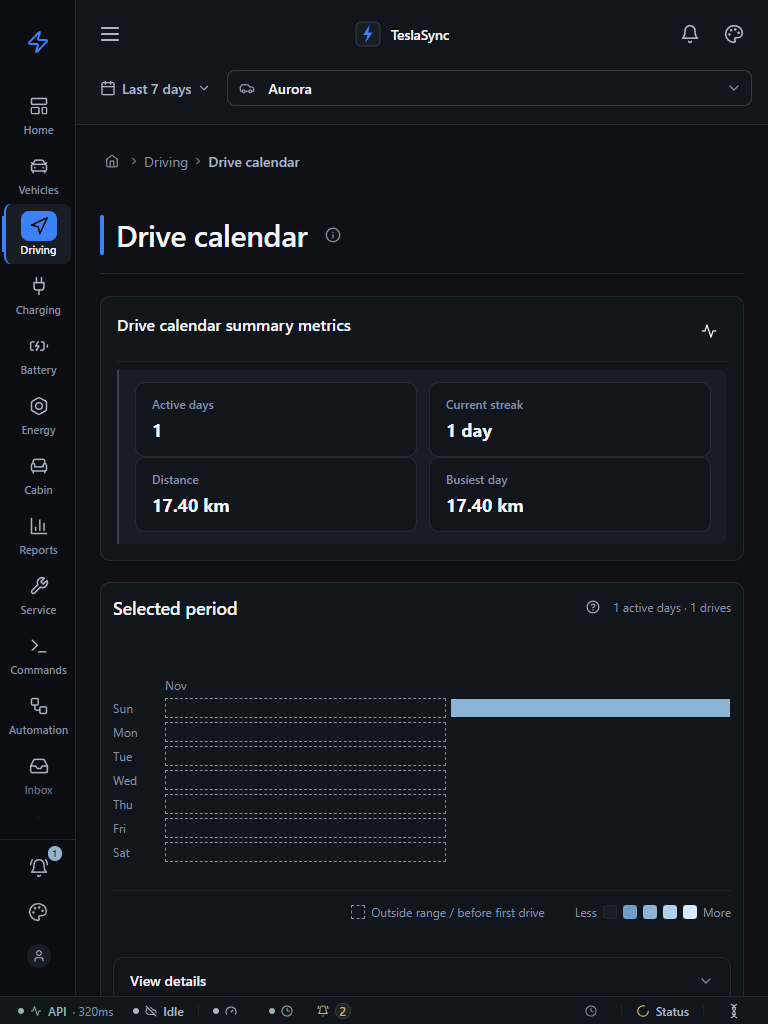 TeslaSync
Last 7 days
Aurora
Home
Vehicles
Driving
Charging
Battery
Energy
Cabin
Reports
Service
Commands
Automation
Inbox
1
Driving
Drive calendar
Drive calendar
Drive calendar summary metrics
Active days
1
Current streak
1 day
Distance
17.40 km
Busiest day
17.40 km
Selected period
1 active days · 1 drives
Nov
Sun
Mon
Tue
Wed
Thu
Fri
Sat
Outside range / before first drive
Less
More
View details
API · 320ms
Idle
2
Status